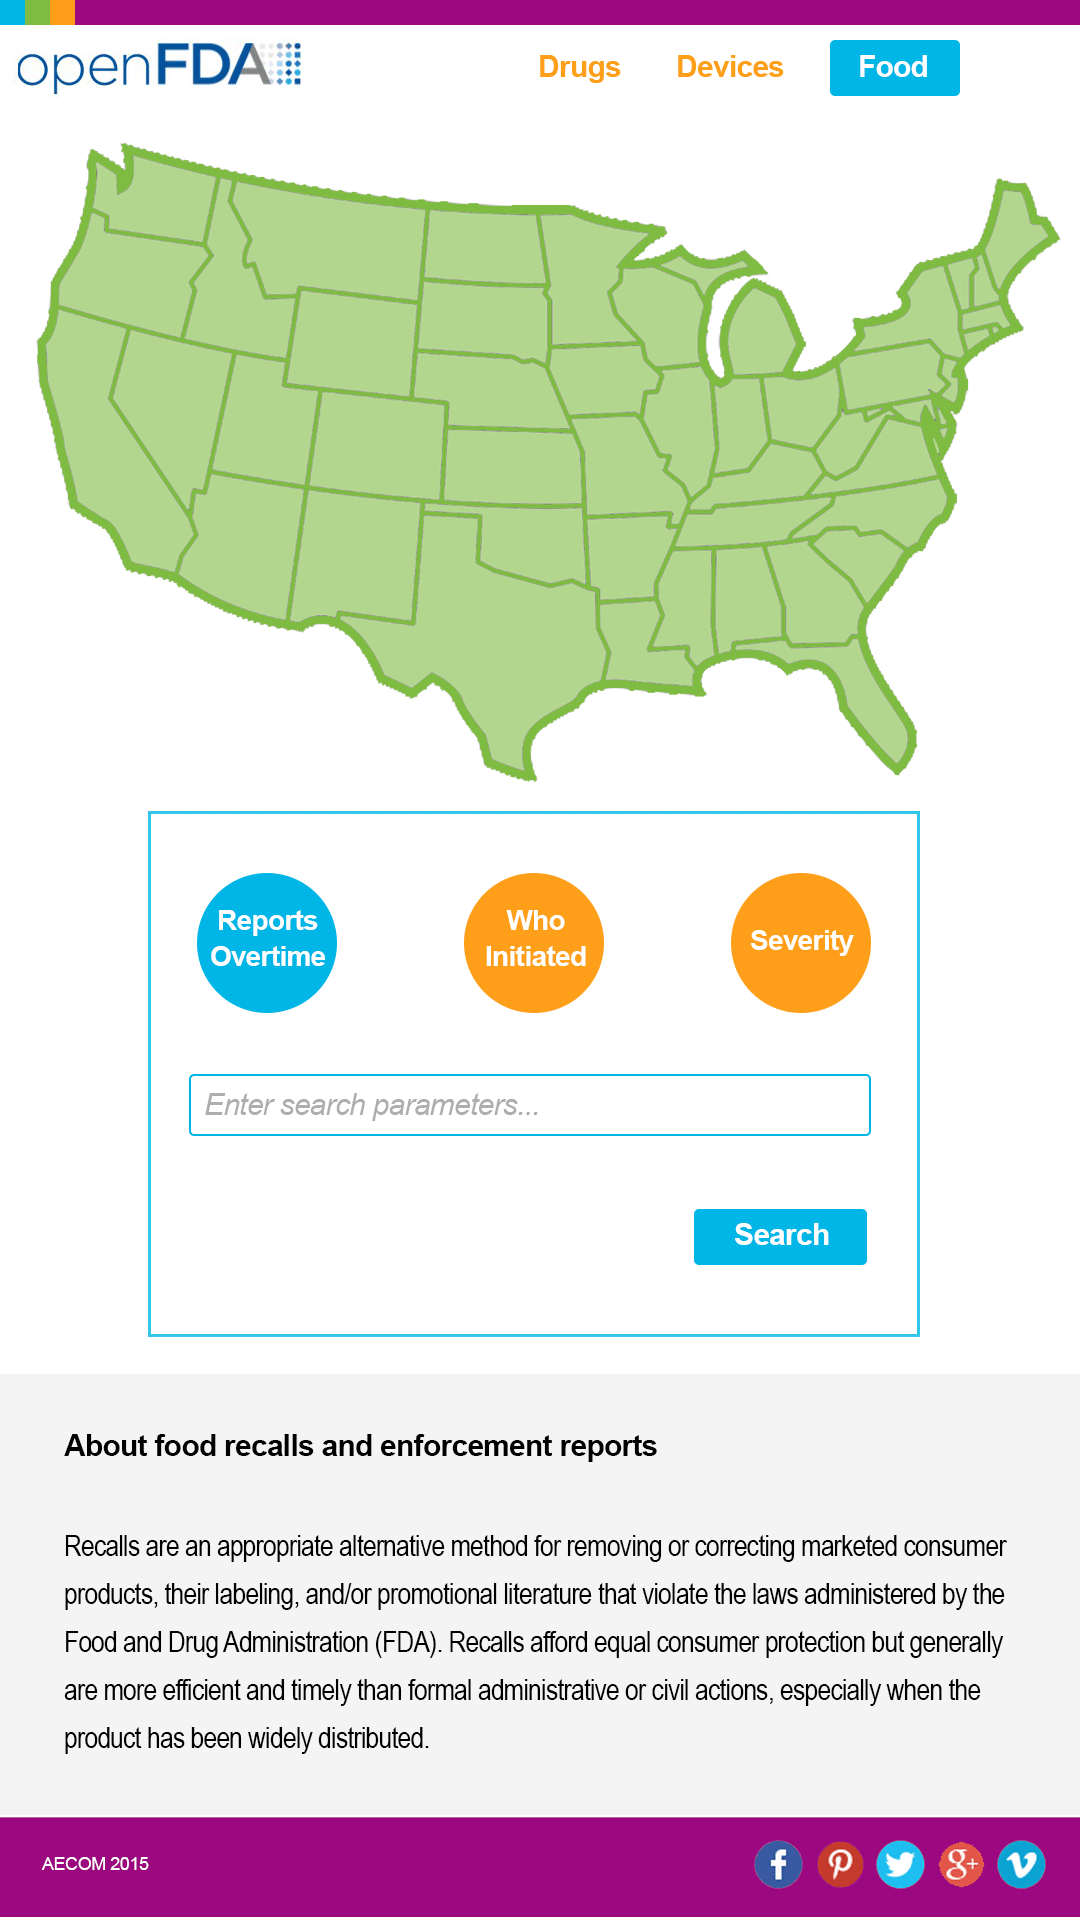 openFDA
Drugs
Devices
Food
Reports
Overtime
Who
Initiated
Severity
Enter search parameters...
Search
About food recalls and enforcement reports
Recalls are an appropriate alternative method for removing or correcting marketed consumer
products, their labeling, and/or promotional literature that violate the laws administered by the
Food and Drug Administration (FDA). Recalls afford equal consumer protection but generally
are more efficient and timely than formal administrative or civil actions, especially when the
product has been widely distributed.
AECOM 2015